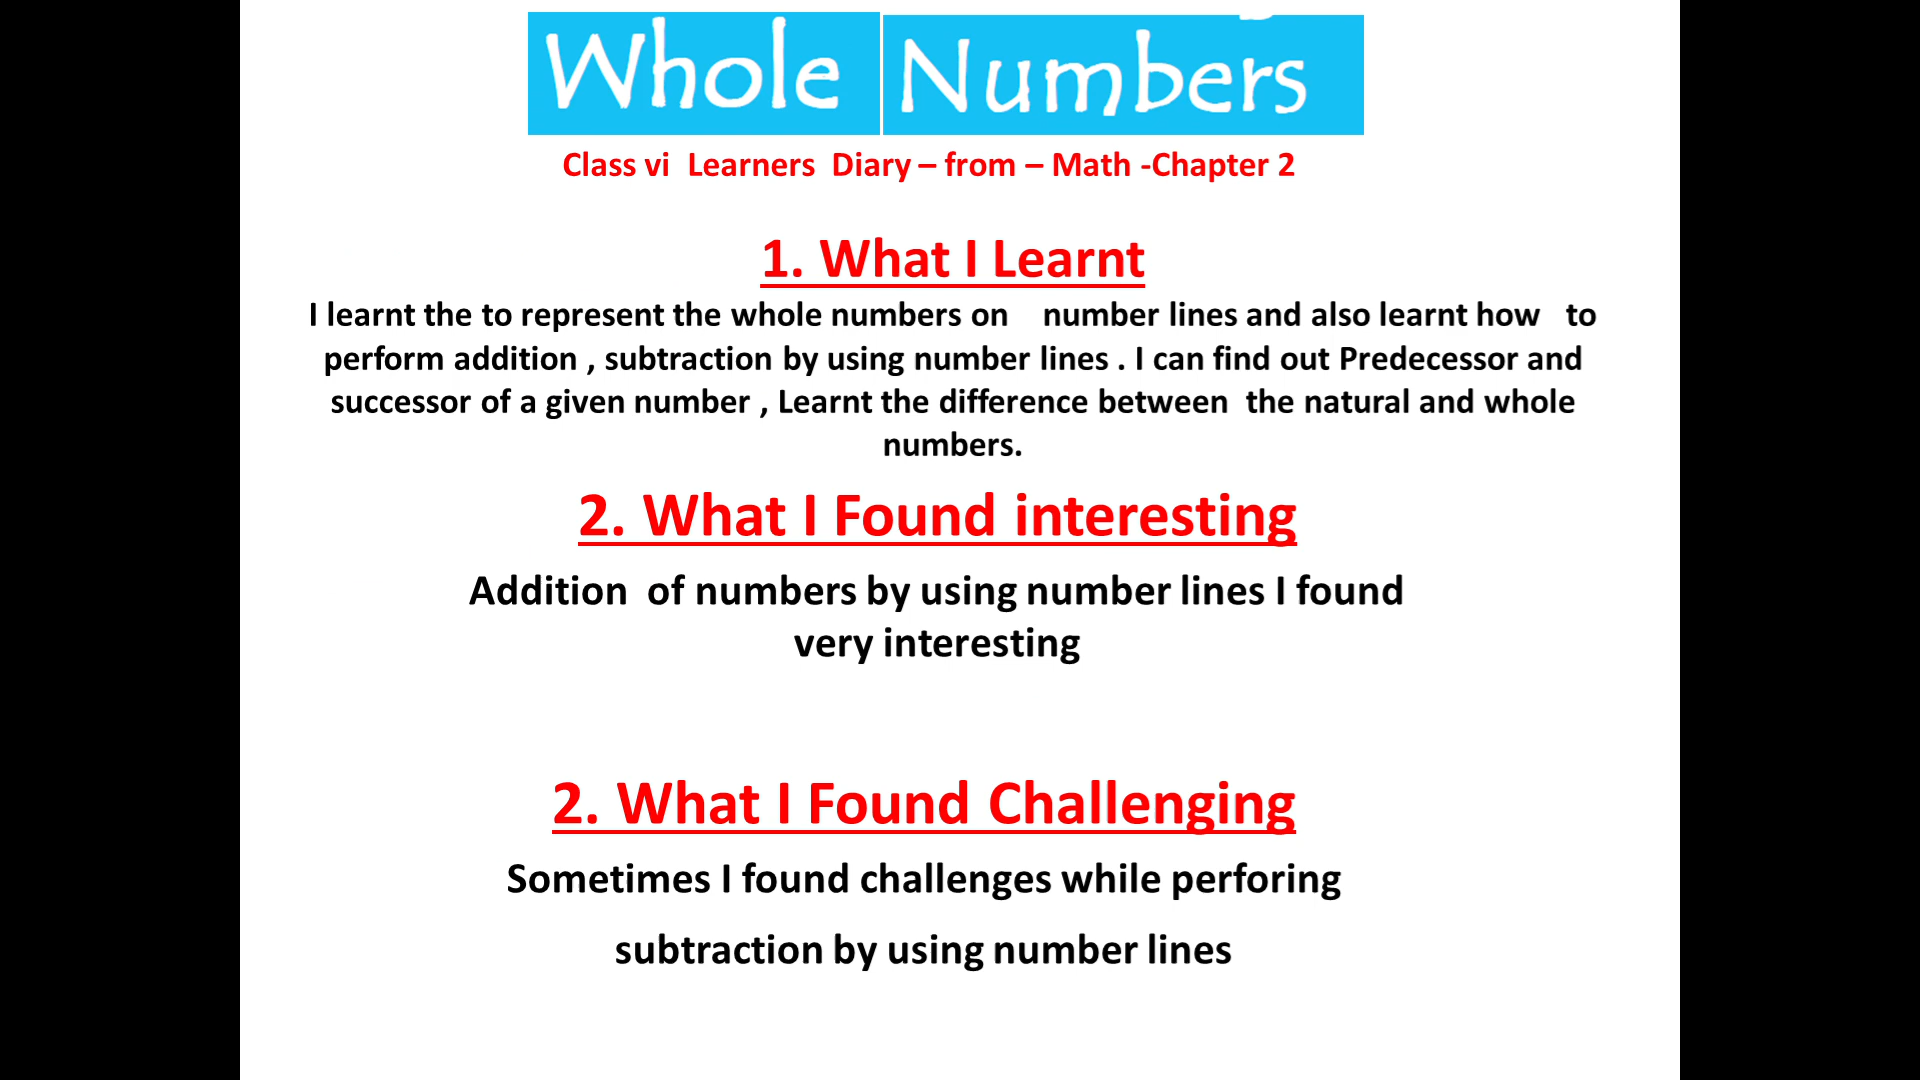 Whole Numbers
Class vi Learners Diary – from – Math -Chapter 2
1. What I Learnt
I learnt the to represent the whole numbers on number lines and also learnt how to
perform addition , subtraction by using number lines . I can find out Predecessor and
successor of a given number , Learnt the difference between the natural and whole
numbers.
2. What I Found interesting
Addition of numbers by using number lines I found
very interesting
2. What I Found Challenging
Sometimes I found challenges while perforing
subtraction by using number lines